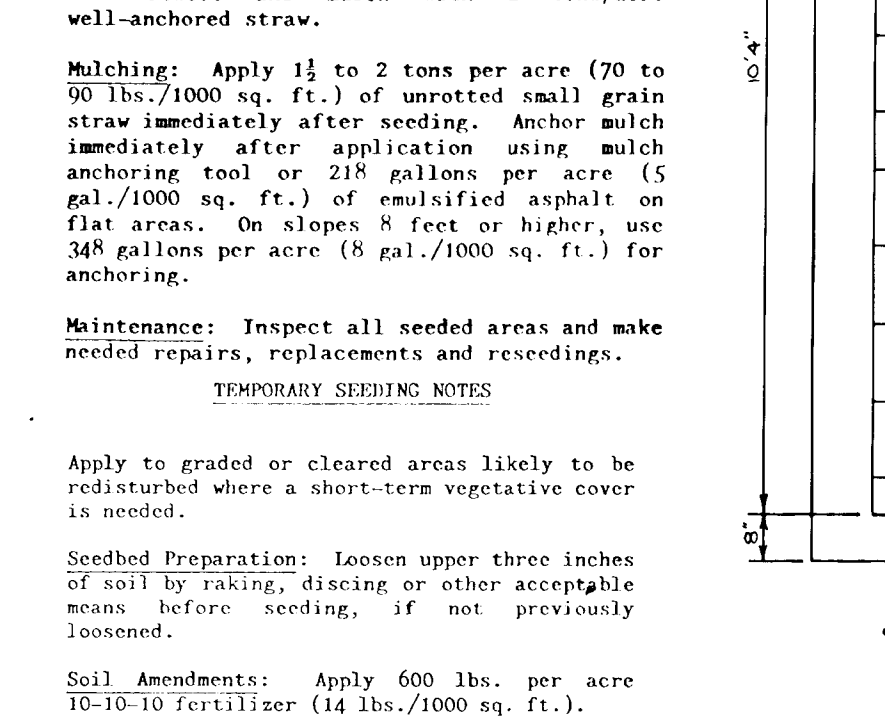 well-anchored straw.
Mulching: Apply 1½ to 2 tons per acre (70 to
90 lbs./1000 sq. ft.) of unrotted small grain
straw immediately after seeding. Anchor mulch
immediately after application using mulch
anchoring tool or 218 gallons per acre (5
gal./1000 sq. ft.) of emulsified asphalt on
flat areas. On slopes 8 feet or higher, use
348 gallons per acre (8 gal./1000 sq. ft.) for
anchoring.
Maintenance: Inspect all seeded areas and make
needed repairs, replacements and reseedings.
TEMPORARY SEEDING NOTES
Apply to graded or cleared areas likely to be
redisturbed where a short-term vegetative cover
is needed.
Seedbed Preparation: Loosen upper three inches
of soil by raking, discing or other acceptable
means before seeding, if not previously
loosened.
Soil Amendments: Apply 600 lbs. per acre
10-10-10 fertilizer (14 lbs./1000 sq. ft.).
10'4"
8"